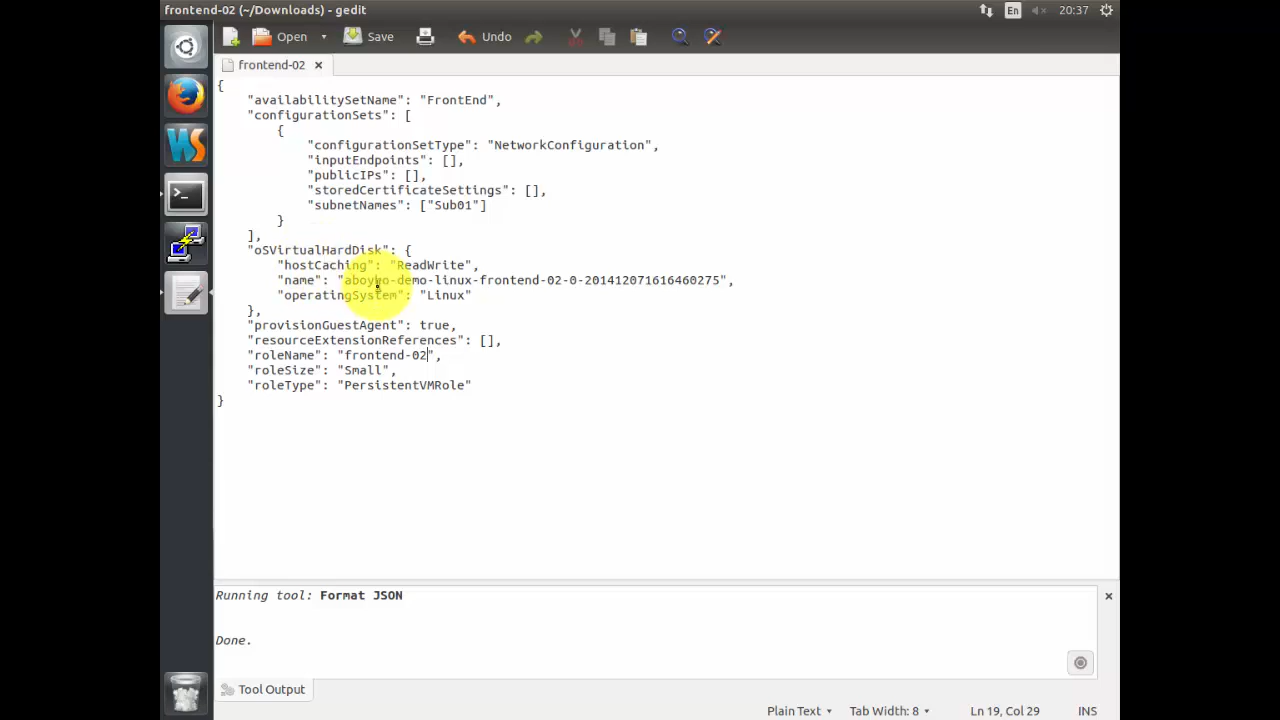 frontend-02 (~/Downloads) - gedit
En
20:37
Open
Save
Undo
frontend-02
{
"availabilitySetName": "FrontEnd",
"configurationSets": [
{
"configurationSetType": "NetworkConfiguration",
"inputEndpoints": [],
"publicIPs": [],
"storedCertificateSettings": [],
"subnetNames": ["Sub01"]
}
],
"oSVirtualHardDisk": {
"hostCaching": "ReadWrite",
"name": "aboywo-demo-linux-frontend-02-0-201412071616460275",
"operatingSystem": "Linux"
},
"provisionGuestAgent": true,
"resourceExtensionReferences": [],
"roleName": "frontend-02",
"roleSize": "Small",
"roleType": "PersistentVMRole"
}
Running tool: Format JSON
Done.
Tool Output
Plain Text
Tab Width: 8
Ln 19, Col 29
INS